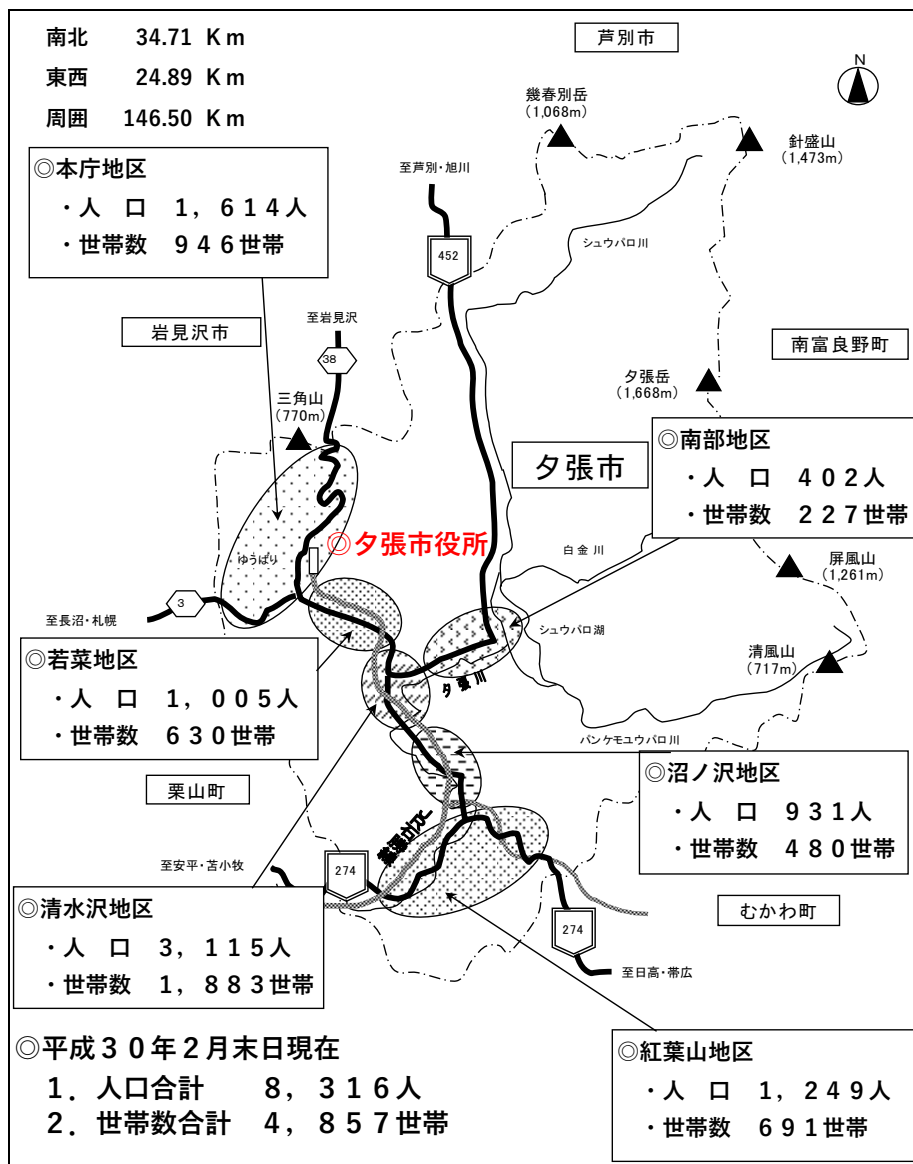 南北 34.71 Ｋｍ
東西 24.89 Ｋｍ
周囲 146.50 Ｋｍ
芦別市
N
幾春別岳
(1,068m)
針盛山
(1,473m)
◎本庁地区
・人　口　１，６１４人
・世帯数　９４６世帯
至芦別・旭川
452
シュウパロ川
岩見沢市
至岩見沢
38
南富良野町
三角山
(770m)
夕張岳
(1,668m)
◎南部地区
・人　口　４０２人
・世帯数　２２７世帯
夕張市
◎夕張市役所
ゆうばり
白金川
屏風山
(1,261m)
3
至長沼・札幌
シュウパロ湖
清風山
(717m)
◎若菜地区
・人　口　１，００５人
・世帯数　６３０世帯
夕張川
パンケモユウパロ川
栗山町
◎沼ノ沢地区
・人　口　９３１人
・世帯数　４８０世帯
至安平・苫小牧
274
◎清水沢地区
・人　口　３，１１５人
・世帯数　１，８８３世帯
むかわ町
274
至日高・帯広
◎平成３０年２月末日現在
１．人口合計　８，３１６人
２．世帯数合計　４，８５７世帯
◎紅葉山地区
・人　口　１，２４９人
・世帯数　６９１世帯